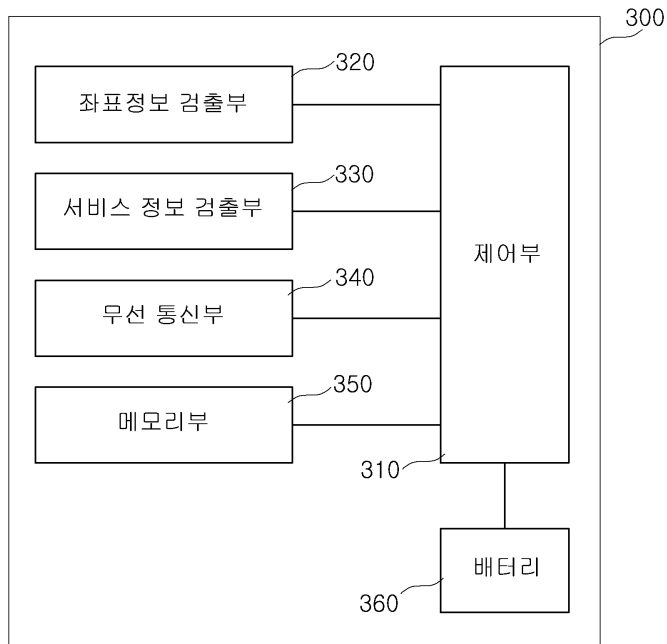 300
320
좌표정보 검출부
330
서비스 정보 검출부
제어부
340
무선 통신부
350
메모리부
310
배터리
360